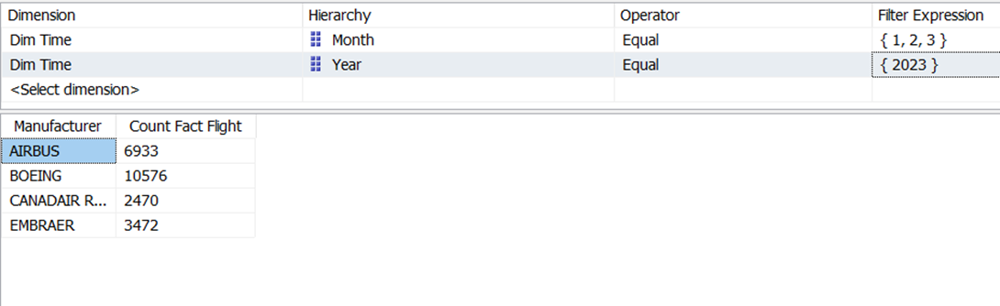 Dimension Hierarchy Operator Filter Expression
Dim Time Month Equal { 1, 2, 3 }
Dim Time Year Equal { 2023 }
<Select dimension>
Manufacturer Count Fact Flight
AIRBUS 6933
BOEING 10576
CANADAIR R... 2470
EMBRAER 3472